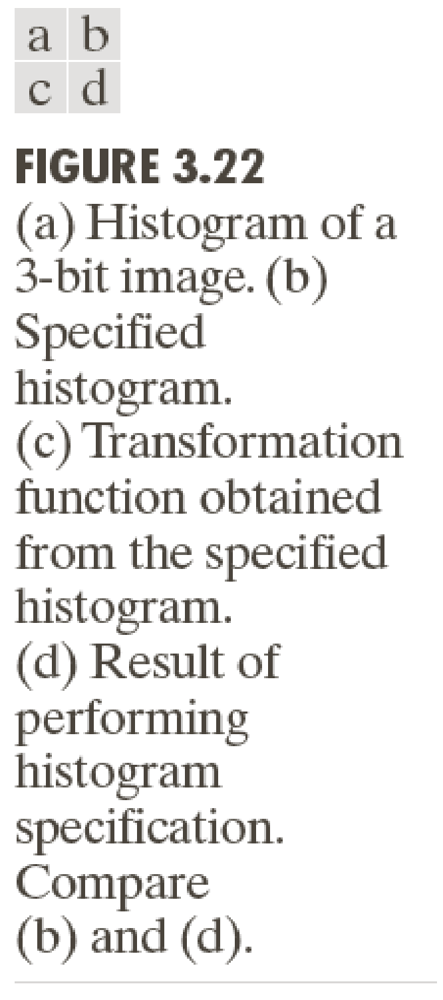 a b
c d
FIGURE 3.22
(a) Histogram of a
3-bit image. (b)
Specified
histogram.
(c) Transformation
function obtained
from the specified
histogram.
(d) Result of
performing
histogram
specification.
Compare
(b) and (d).